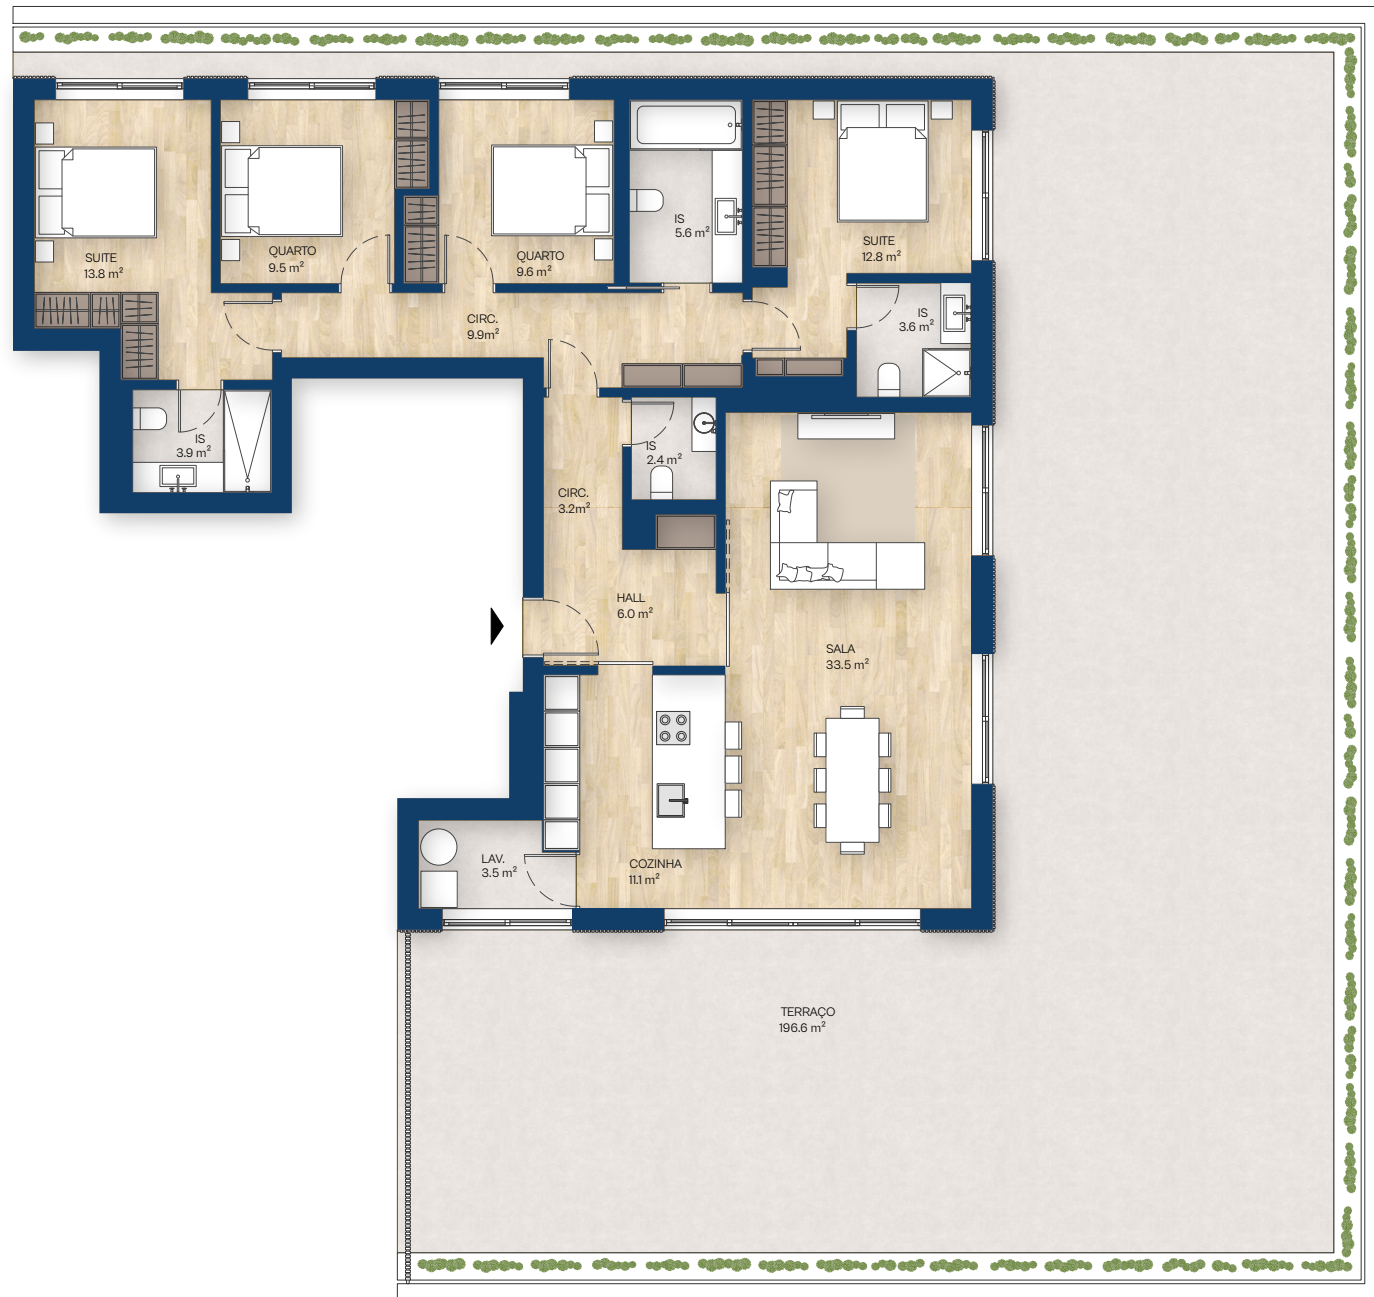 SUITE
13.8 m²
QUARTO
9.5 m²
QUARTO
9.6 m²
IS
5.6 m²
SUITE
12.8 m²
CIRC.
9.9m²
IS
3.6 m²
IS
3.9 m²
IS
2.4 m²
CIRC.
3.2m²
HALL
6.0 m²
SALA
33.5 m²
LAV.
3.5 m²
COZINHA
11.1 m²
TERRAÇO
196.6 m²